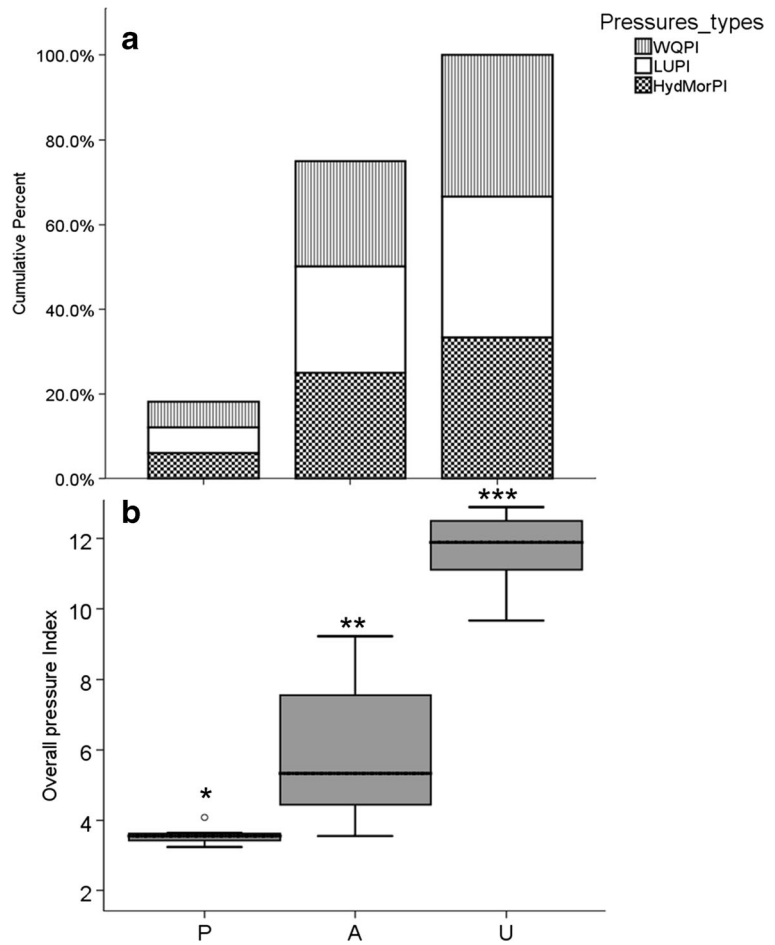 a
Pressures_types
WQPI
LUPI
HydMorPI
Cumulative Percent
100.0%
80.0%
60.0%
40.0%
20.0%
0.0%
b
Overall pressure Index
12
10
8
6
4
2
*
**
***
P A U